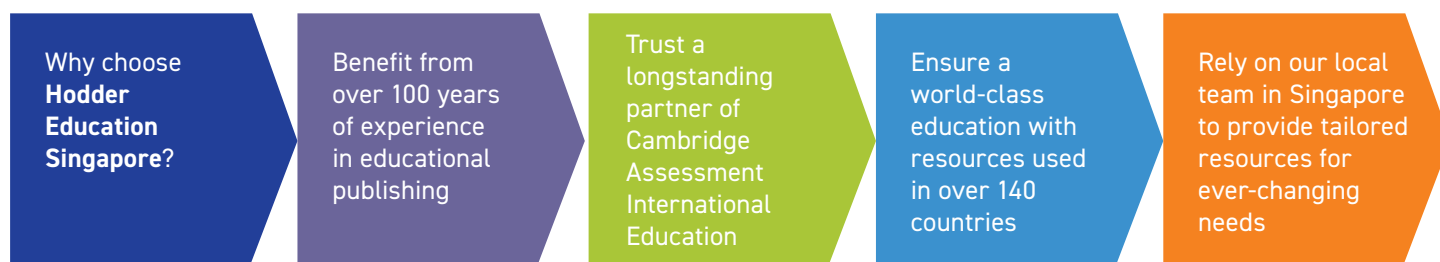 Why choose
Hodder
Education
Singapore?
Benefit from
over 100 years
of experience
in educational
publishing
Trust a
longstanding
partner of
Cambridge
Assessment
International
Education
Ensure a
world-class
education with
resources used
in over 140
countries
Rely on our local
team in Singapore
to provide tailored
resources for
ever-changing
needs